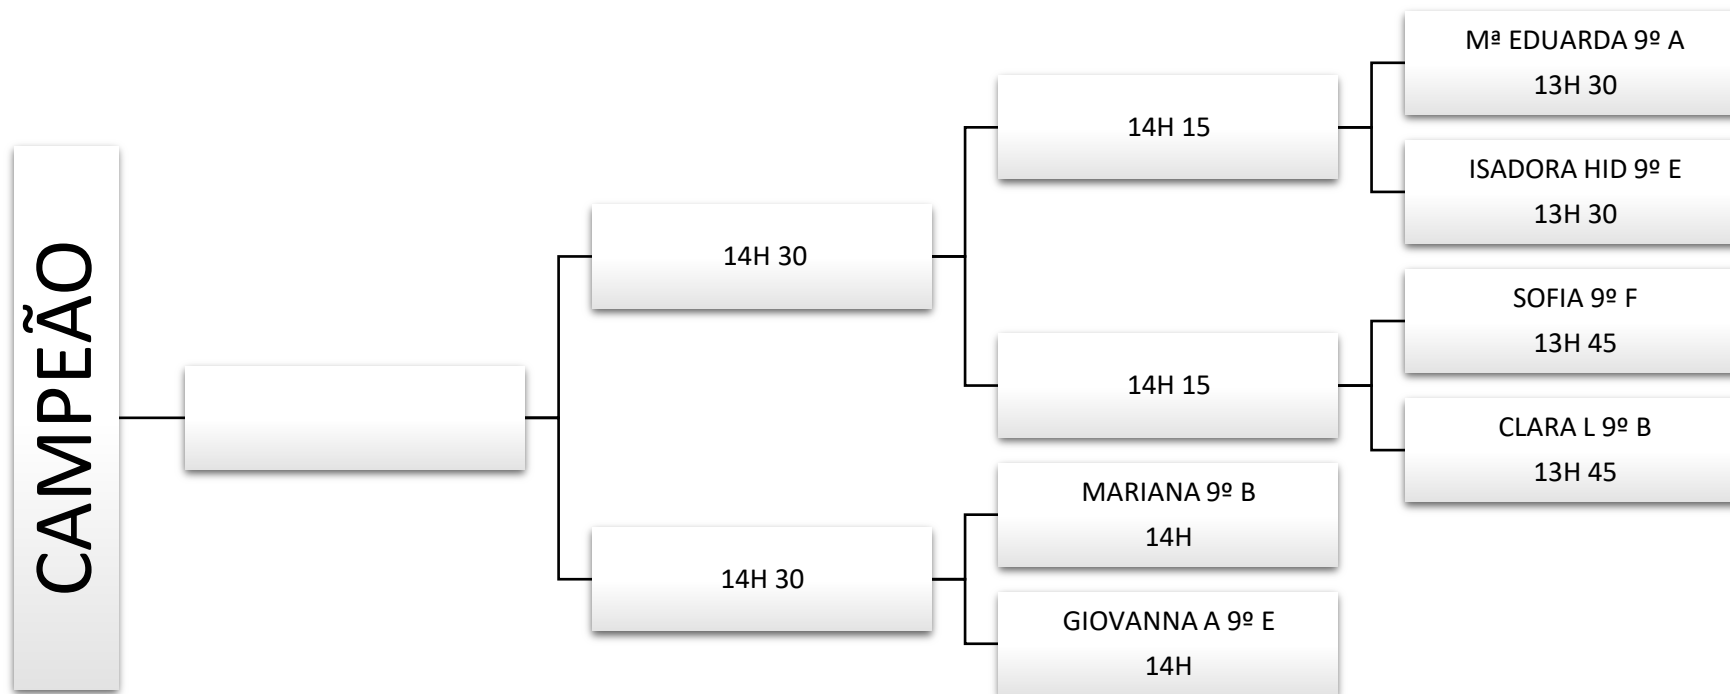 CAMPEÃO
14H 30
14H 15
Mª EDUARDA 9º A
13H 30
ISADORA HID 9º E
13H 30
14H 15
SOFIA 9º F
13H 45
CLARA L 9º B
13H 45
14H 30
MARIANA 9º B
14H
GIOVANNA A 9º E
14H